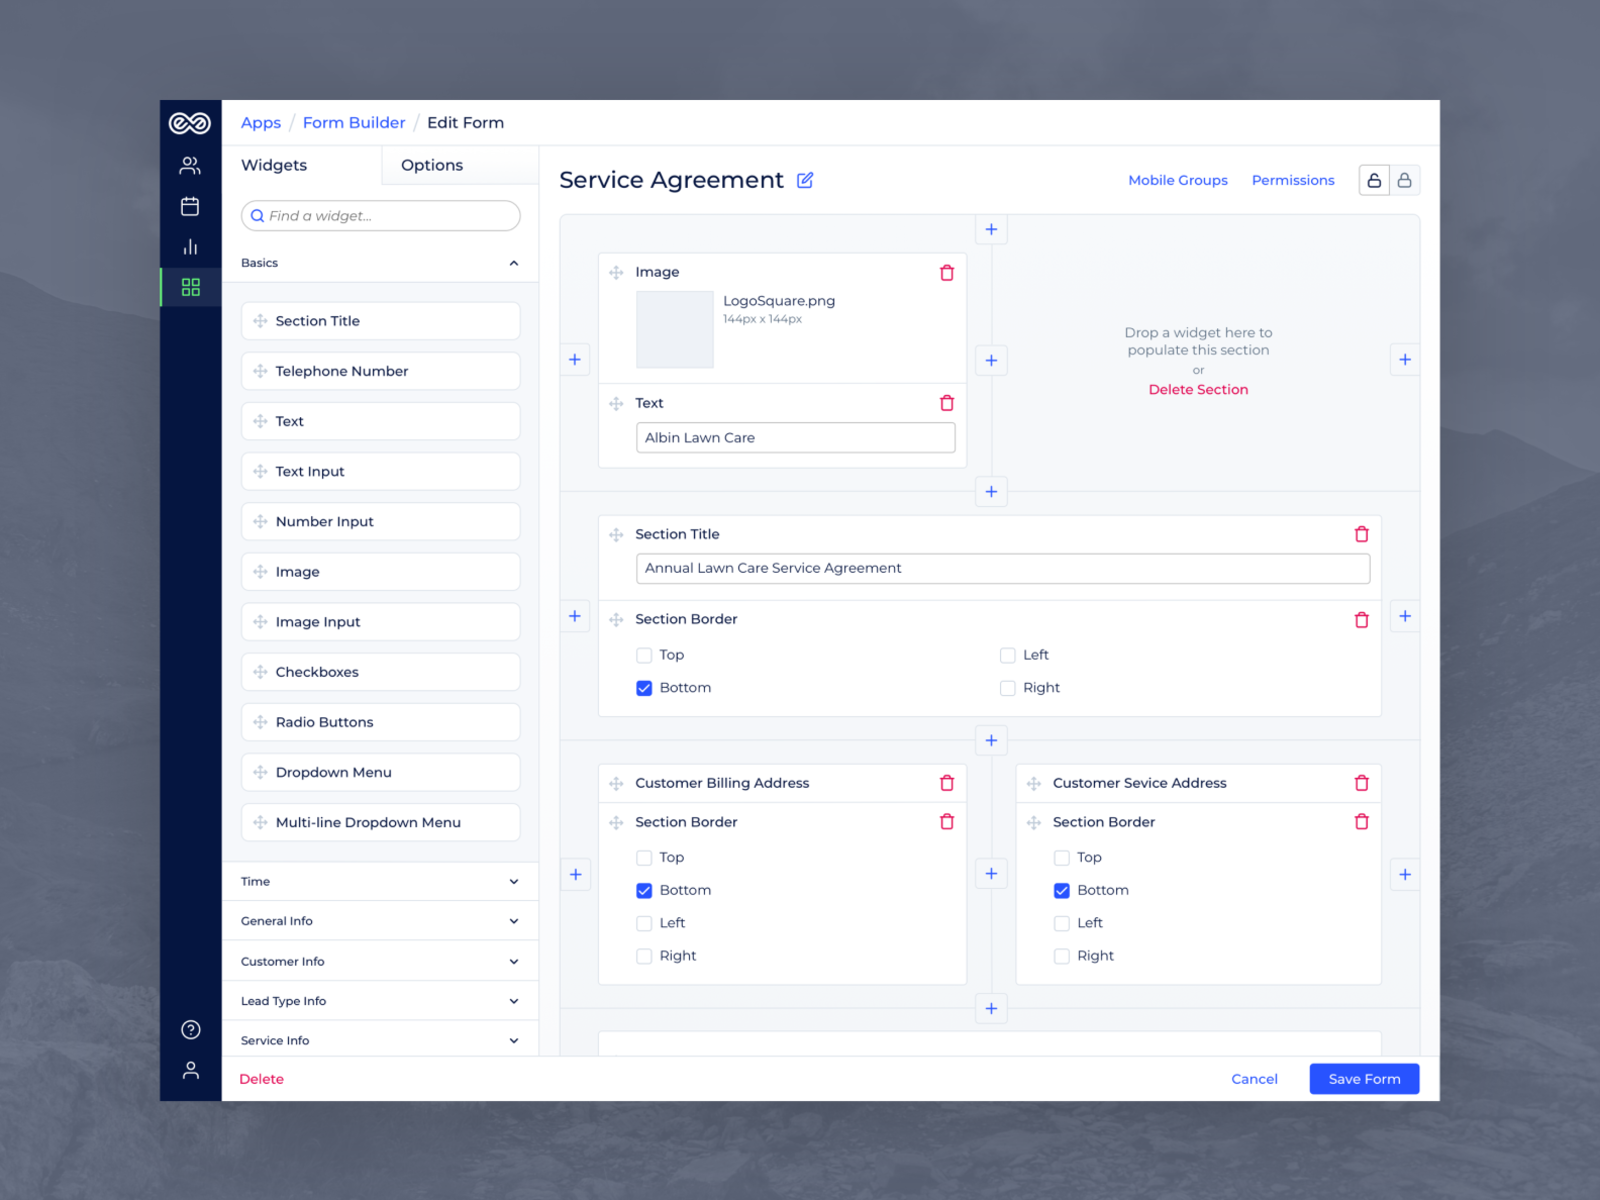 Apps / Form Builder / Edit Form
Widgets
Options
Find a widget...
Basics
Section Title
Telephone Number
Text
Text Input
Number Input
Image
Image Input
Checkboxes
Radio Buttons
Dropdown Menu
Multi-line Dropdown Menu
Time
General Info
Customer Info
Lead Type Info
Service Info
Service Agreement
Mobile Groups
Permissions
Image
LogoSquare.png
144px x 144px
Text
Albin Lawn Care
Drop a widget here to
populate this section
or
Delete Section
Section Title
Annual Lawn Care Service Agreement
Section Border
Top
Left
Bottom
Right
Customer Billing Address
Section Border
Top
Bottom
Left
Right
Customer Sevice Address
Section Border
Top
Bottom
Left
Right
Delete
Cancel
Save Form